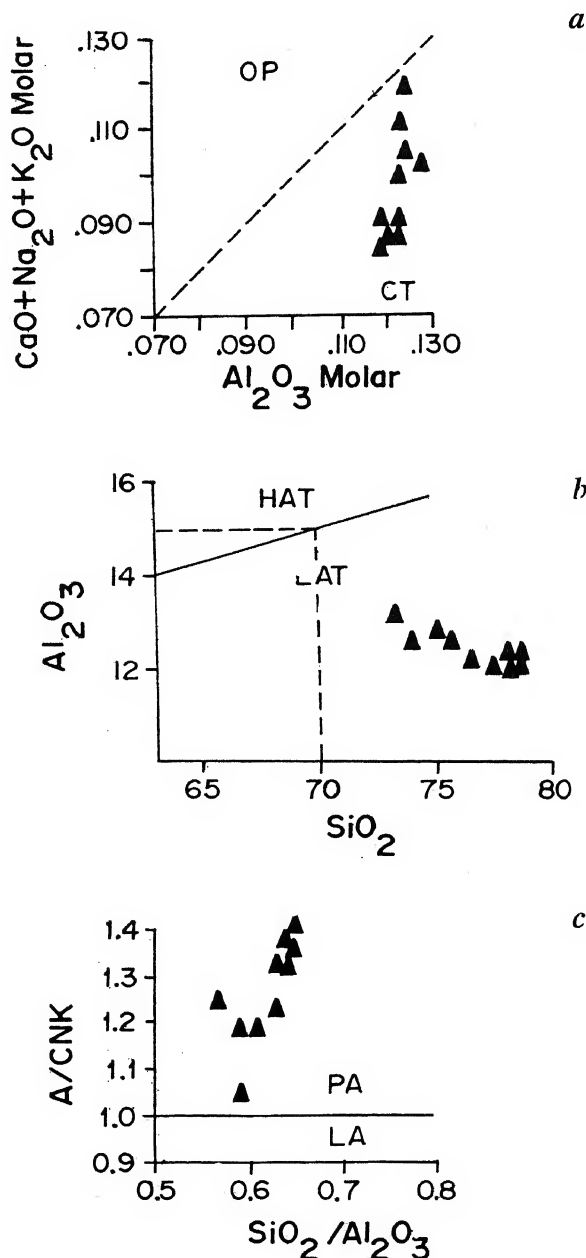 a
.130
OP
.110
.090
CT
.070
.070 .090 .110 .130
CaO+Na2O+K2O Molar
Al2O3 Molar
b
16
HAT
14
LAT
12
65 70 75 80
Al2O3
SiO2
c
1.4
1.3
1.2
1.1
PA
1.0
LA
0.9
0.5 0.6 0.7 0.8
A/CNK
SiO2/Al2O3